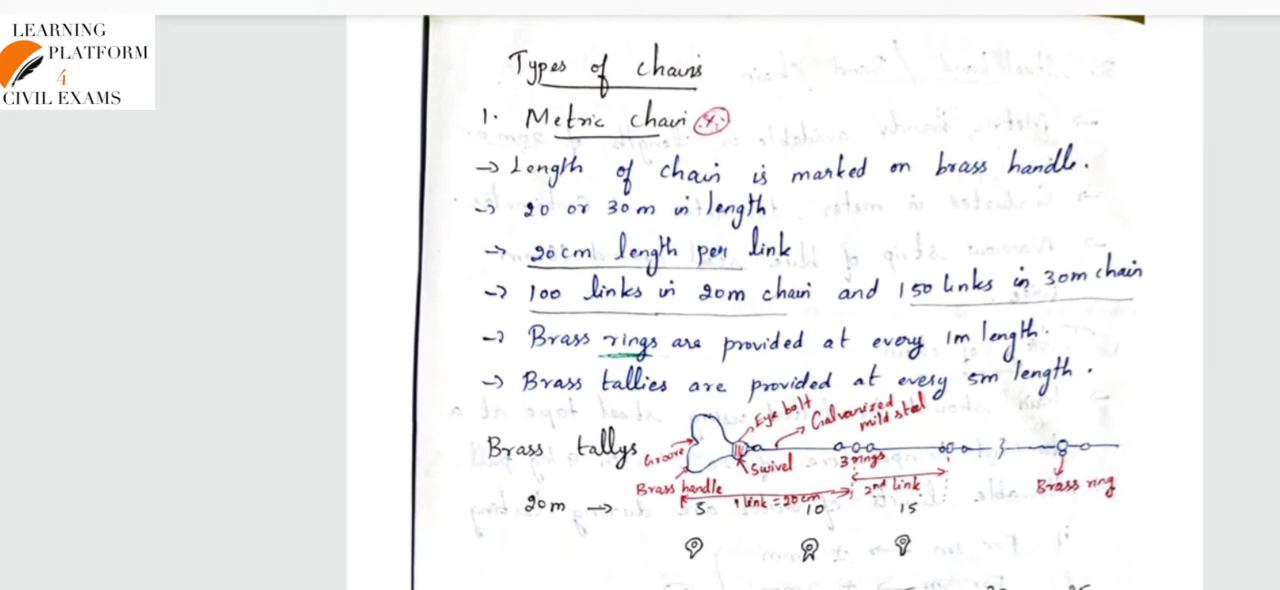 LEARNING
PLATFORM
4
CIVIL EXAMS
Types of chains
1. Metric chain
→ Length of chain is marked on brass handle.
→ 20 or 30m in length
→ 20cm length per link
→ 100 links in 20m chain and 150 links in 30m chain
→ Brass rings are provided at every 1m length.
→ Brass tallies are provided at every 5m length.
Eye bolt
Galvanized
mild steel
Brass tallys
Groove
Swivel
3 rings
Brass handle
1 link = 20cm
2nd link
Brass ring
20m → 5 10 15